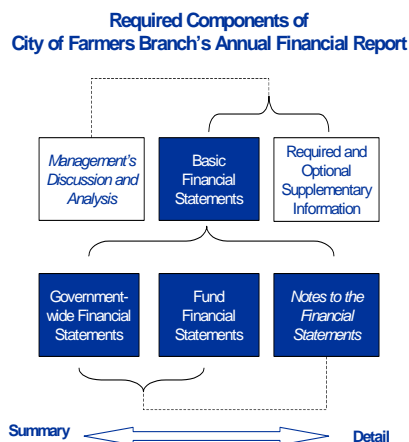 Required Components of
City of Farmers Branch's Annual Financial Report
Management's
Discussion and
Analysis
Basic
Financial
Statements
Required and
Optional
Supplementary
Information
Government-
wide Financial
Statements
Fund
Financial
Statements
Notes to the
Financial
Statements
Summary
Detail